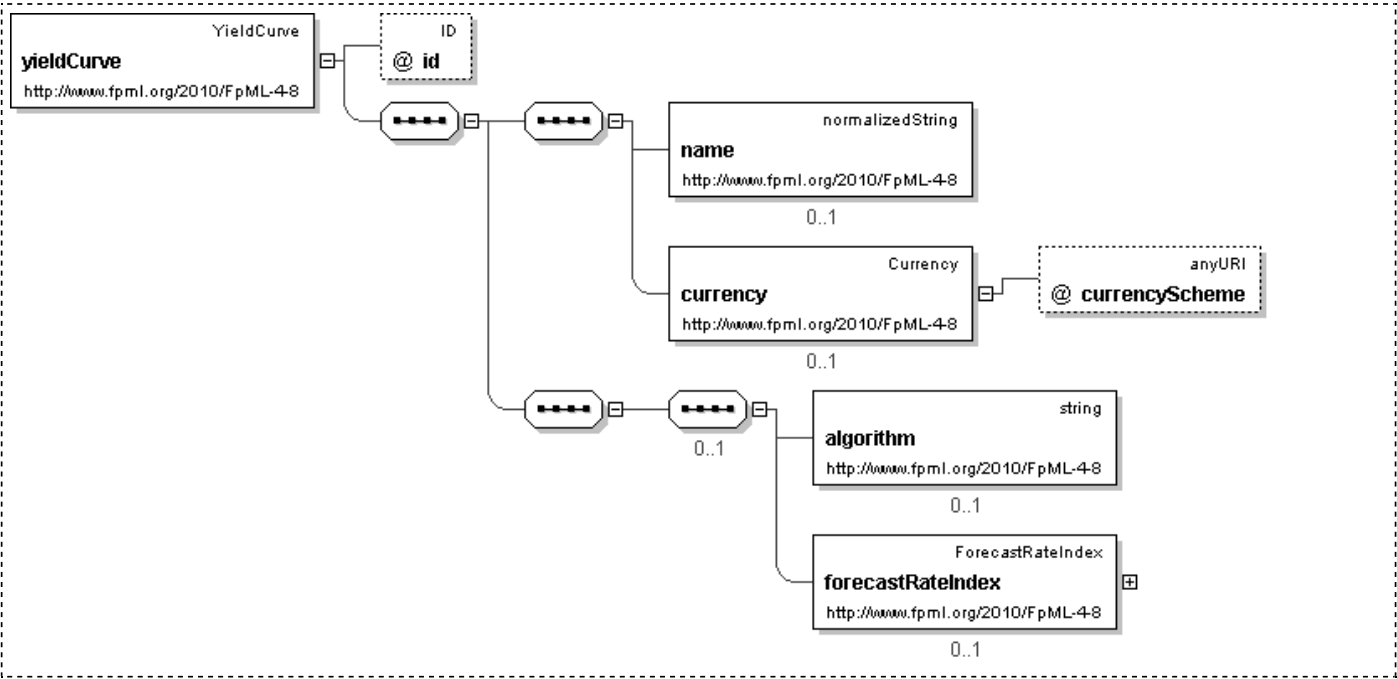 YieldCurve
yieldCurve
http://www.fpml.org/2010/FpML-4-8
ID
@ id
normalizedString
name
http://www.fpml.org/2010/FpML-4-8
0..1
Currency
currency
http://www.fpml.org/2010/FpML-4-8
0..1
anyURI
@ currencyScheme
0..1
string
algorithm
http://www.fpml.org/2010/FpML-4-8
0..1
ForecastRateIndex
forecastRateIndex
http://www.fpml.org/2010/FpML-4-8
0..1